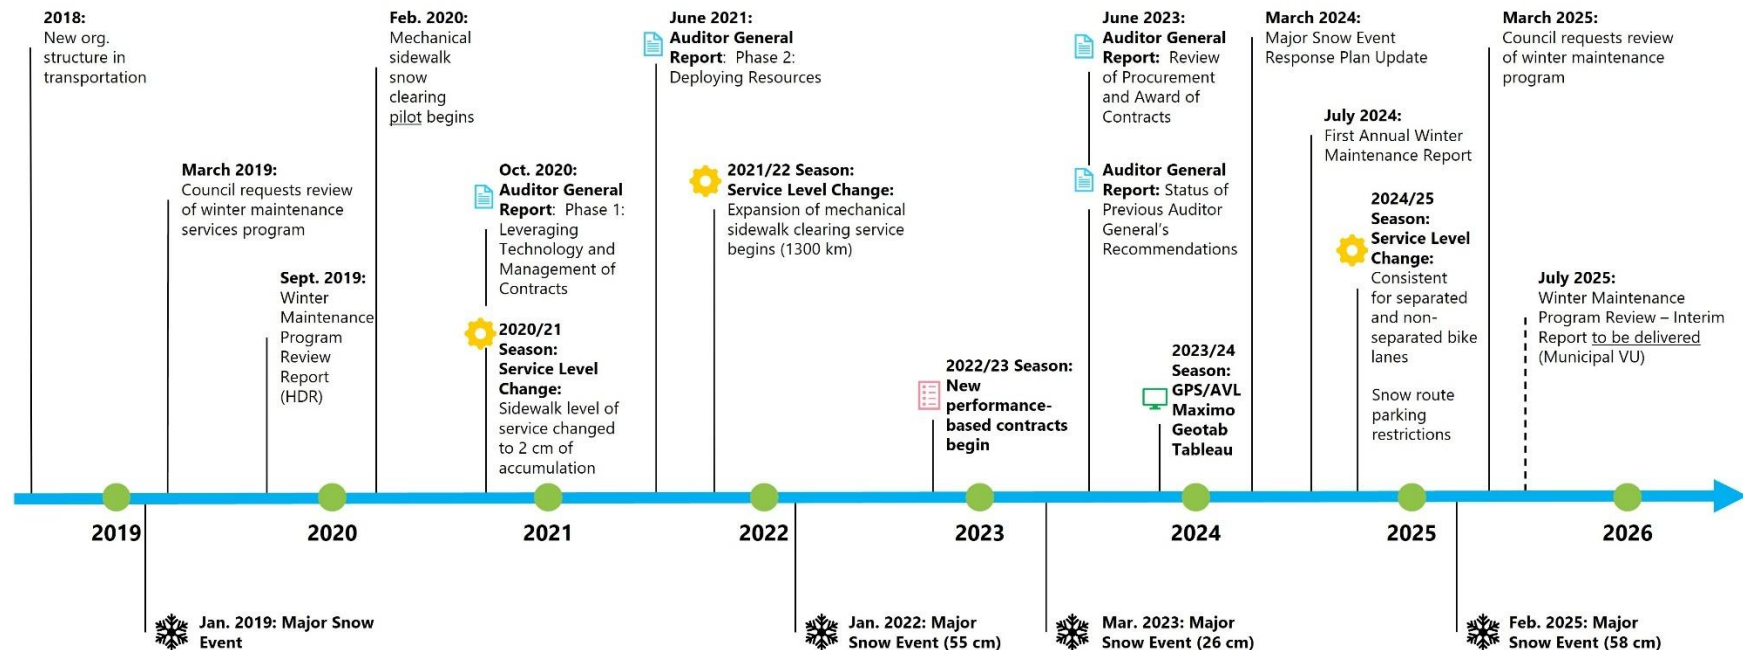 2018:
New org.
structure in
transportation
March 2019:
Council requests review
of winter maintenance
services program
Sept. 2019:
Winter
Maintenance
Program
Review
Report
(HDR)
Feb. 2020:
Mechanical
sidewalk
snow
clearing
pilot begins
Oct. 2020:
Auditor General
Report: Phase 1:
Leveraging
Technology and
Management of
Contracts
2020/21
Season:
Service Level
Change:
Sidewalk level of
service changed
to 2 cm of
accumulation
June 2021:
Auditor General
Report: Phase 2:
Deploying Resources
2021/22 Season:
Service Level Change:
Expansion of mechanical
sidewalk clearing service
begins (1300 km)
2022/23 Season:
New
performance-
based contracts
begin
June 2023:
Auditor General
Report: Review
of Procurement
and Award of
Contracts
Auditor General
Report: Status of
Previous Auditor
General's
Recommendations
2023/24
Season:
GPS/AVL
Maximo
Geotab
Tableau
March 2024:
Major Snow Event
Response Plan Update
July 2024:
First Annual Winter
Maintenance Report
2024/25
Season:
Service Level
Change:
Consistent
for separated
and non-
separated bike
lanes
Snow route
parking
restrictions
March 2025:
Council requests review
of winter maintenance
program
July 2025:
Winter Maintenance
Program Review – Interim
Report to be delivered
(Municipal VU)
2019
2020
2021
2022
2023
2024
2025
2026
Jan. 2019: Major Snow
Event
Jan. 2022: Major
Snow Event (55 cm)
Mar. 2023: Major
Snow Event (26 cm)
Feb. 2025: Major
Snow Event (58 cm)